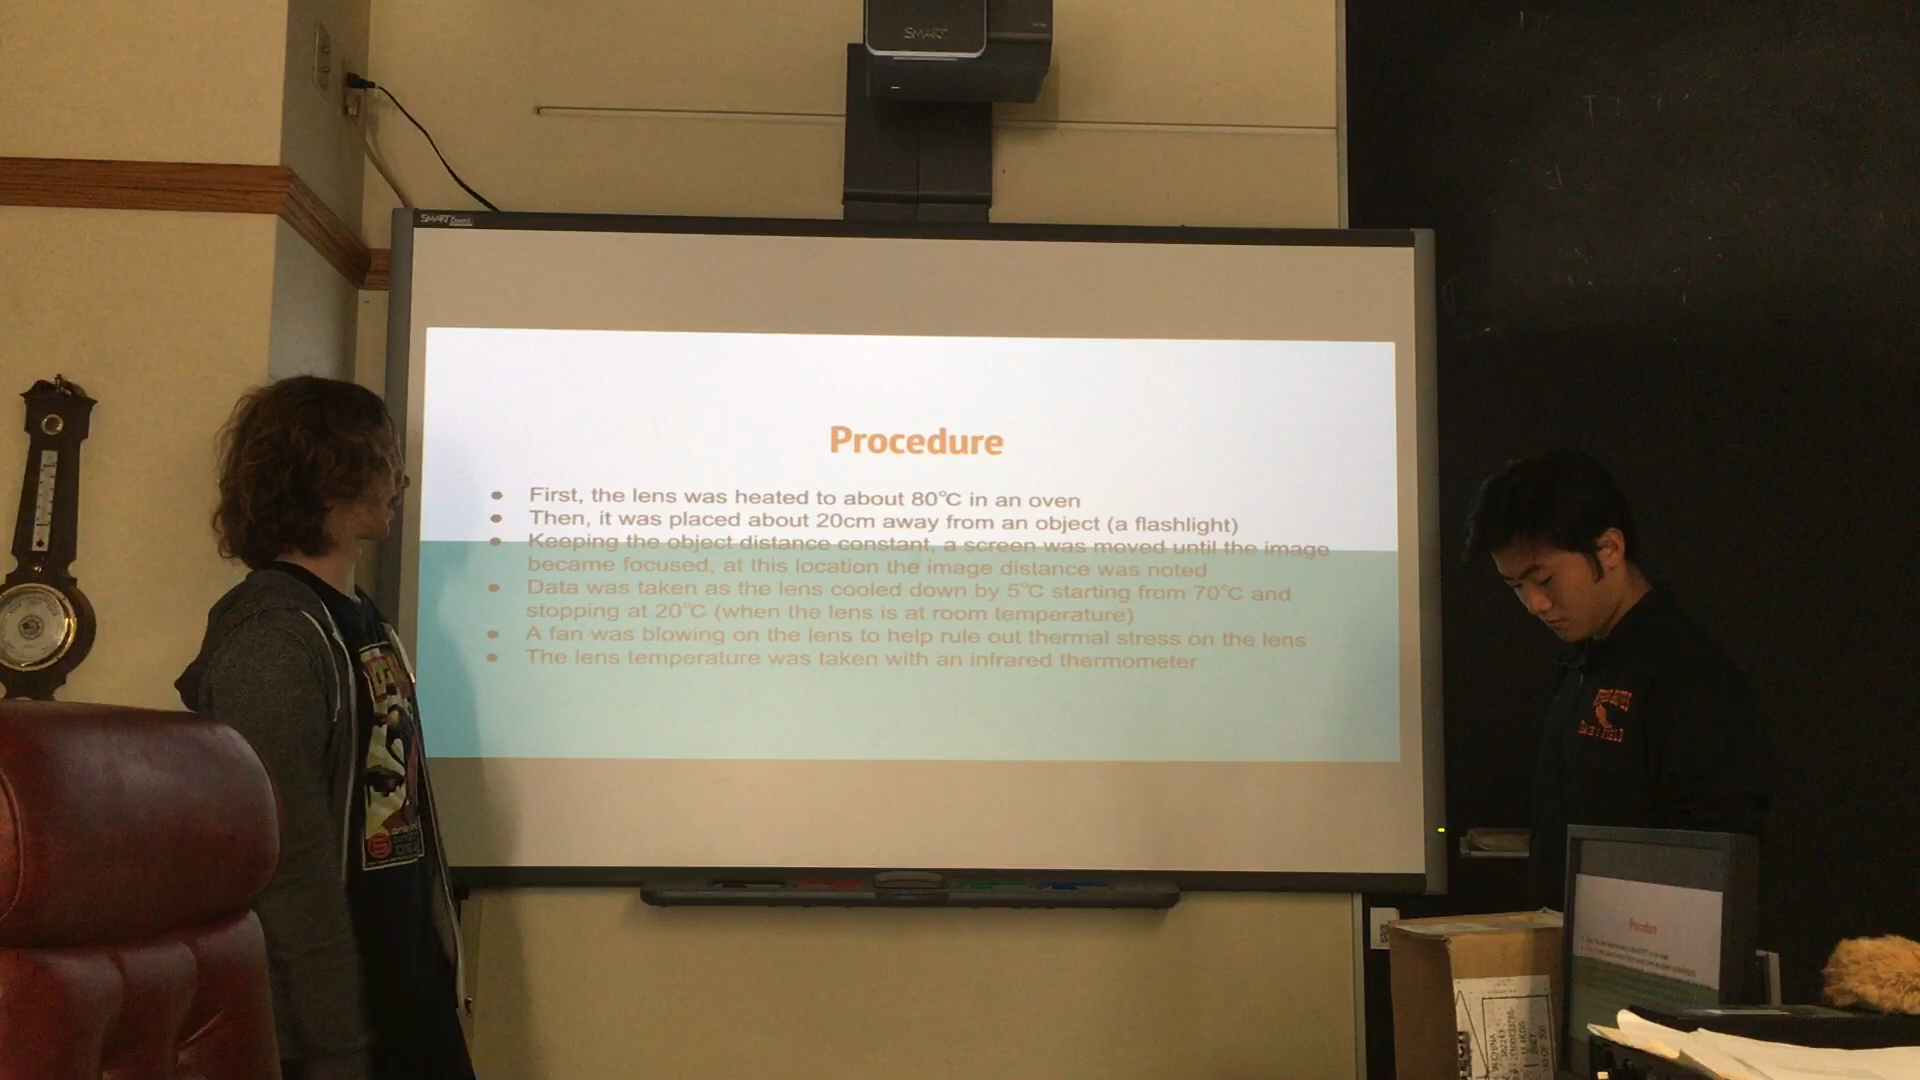 SMART
SMART Board
Procedure
● First, the lens was heated to about 80°C in an oven
● Then, it was placed about 20cm away from an object (a flashlight)
● Keeping the object distance constant, a screen was moved until the image
became focused, at this location the image distance was noted
● Data was taken as the lens cooled down by 5°C starting from 70°C and
stopping at 20°C (when the lens is at room temperature)
● A fan was blowing on the lens to help rule out thermal stress on the lens
● The lens temperature was taken with an infrared thermometer
Procedure